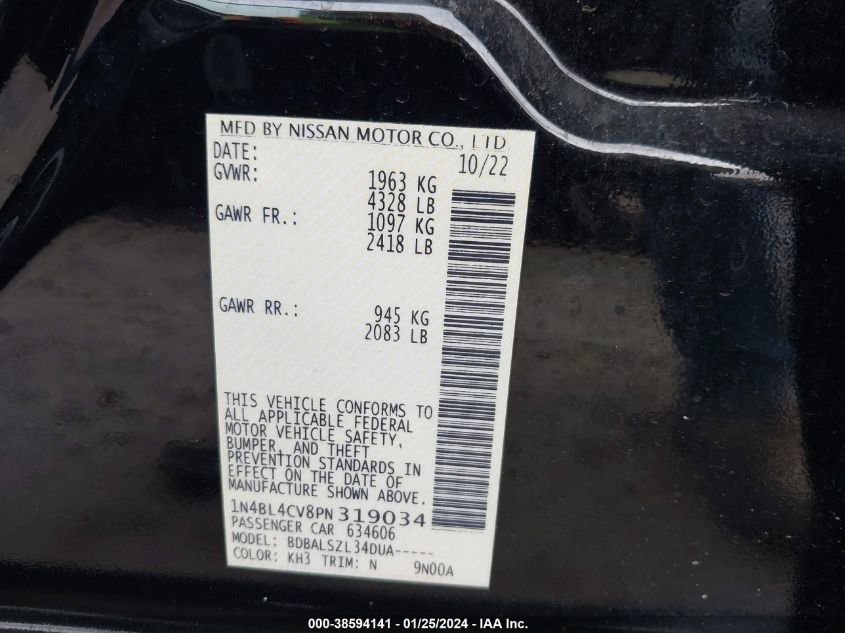 MFD BY NISSAN MOTOR CO., LTD
DATE: 10/22
GVWR: 1963 KG
4328 LB
GAWR FR.: 1097 KG
2418 LB
GAWR RR.: 945 KG
2083 LB
THIS VEHICLE CONFORMS TO
ALL APPLICABLE FEDERAL
MOTOR VEHICLE SAFETY,
BUMPER, AND THEFT
PREVENTION STANDARDS IN
EFFECT ON THE DATE OF
MANUFACTURE SHOWN ABOVE.
1N4BL4CV8PN319034
PASSENGER CAR 634606
MODEL: BDBALSZL34DUA-----
COLOR: KH3 TRIM: N 9N00A
000-38594141 - 01/25/2024 - IAA Inc.